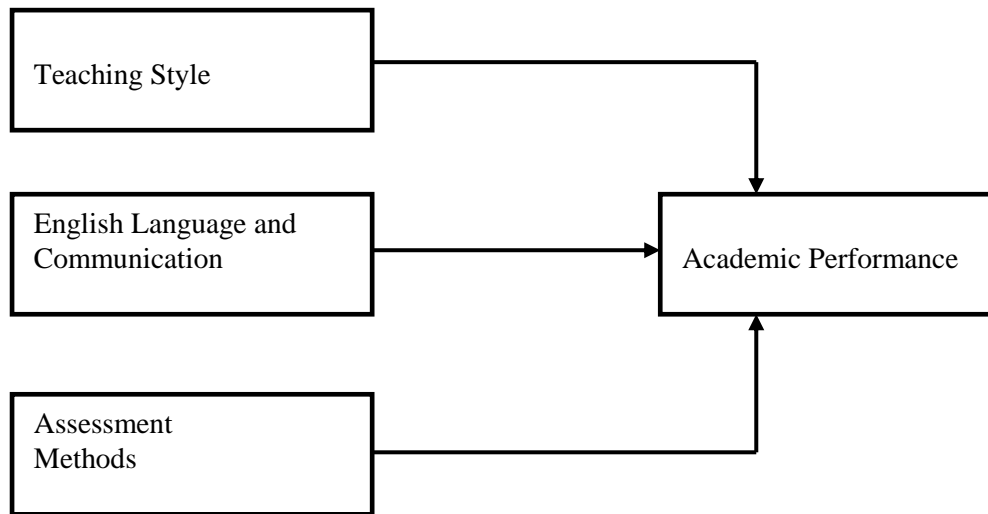 Teaching Style
English Language and
Communication
Academic Performance
Assessment
Methods